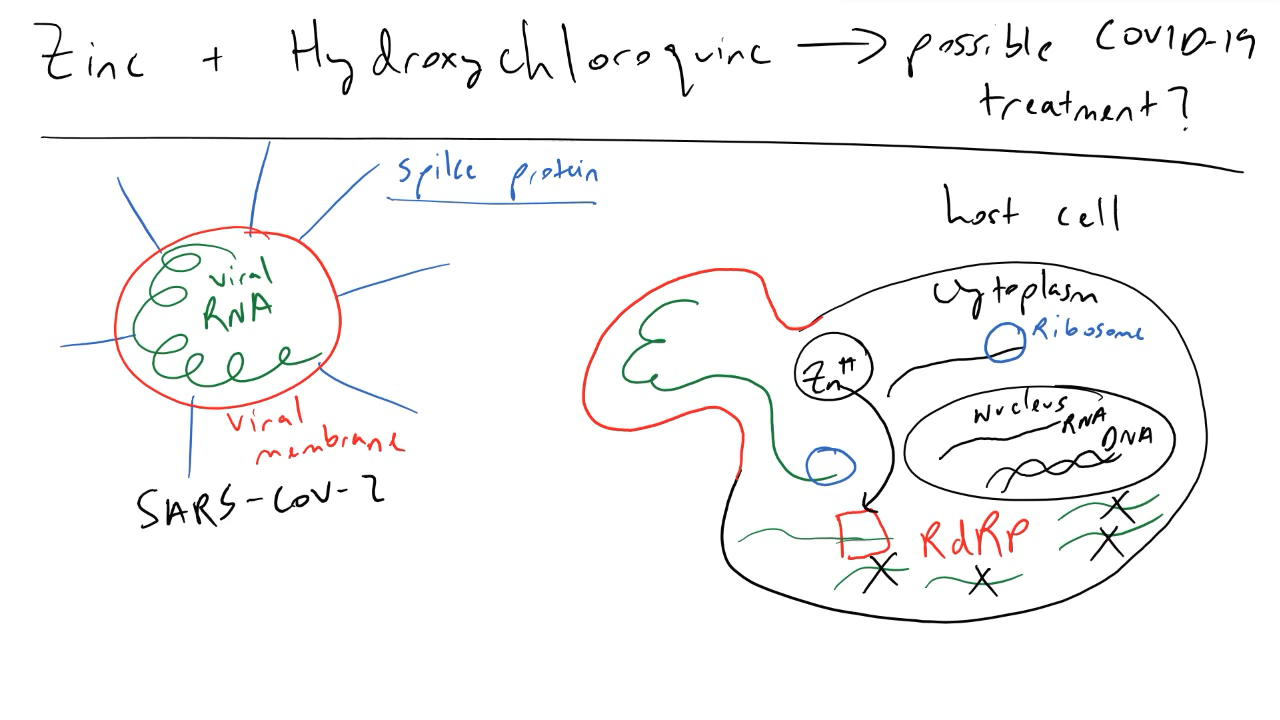 Zinc + Hydroxychloroquine → possible COVID-19
treatment?
spike protein
host cell
viral
RNA
cytoplasm
Ribosome
Zn++
Nucleus
RNA
DNA
viral
membrane
SARS-CoV-2
RdRP